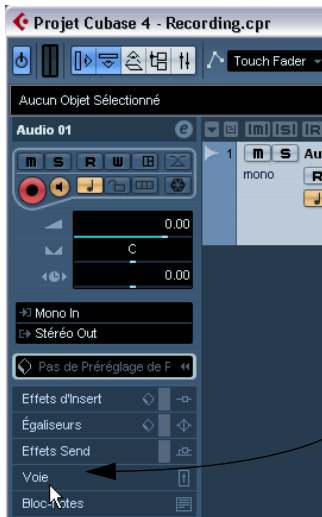 Projet Cubase 4 - Recording.cpr
Touch Fader
Aucun Objet Sélectionné
Audio 01
e
m S R W
0.00
C
0.00
Mono In
Stéréo Out
Pas de Préréglage de F
Effets d'Insert
Égaliseurs
Effets Send
Voie
Bloc-Notes
m S R
1 m S Au
mono R